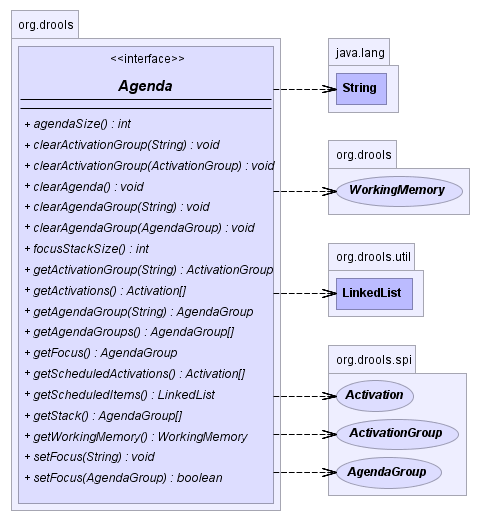 org.drools
<<interface>>
Agenda
+ agendaSize() : int
+ clearActivationGroup(String) : void
+ clearActivationGroup(ActivationGroup) : void
+ clearAgenda() : void
+ clearAgendaGroup(String) : void
+ clearAgendaGroup(AgendaGroup) : void
+ focusStackSize() : int
+ getActivationGroup(String) : ActivationGroup
+ getActivations() : Activation[]
+ getAgendaGroup(String) : AgendaGroup
+ getAgendaGroups() : AgendaGroup[]
+ getFocus() : AgendaGroup
+ getScheduledActivations() : Activation[]
+ getScheduledItems() : LinkedList
+ getStack() : AgendaGroup[]
+ getWorkingMemory() : WorkingMemory
+ setFocus(String) : void
+ setFocus(AgendaGroup) : boolean
java.lang
String
org.drools
WorkingMemory
org.drools.util
LinkedList
org.drools.spi
Activation
ActivationGroup
AgendaGroup